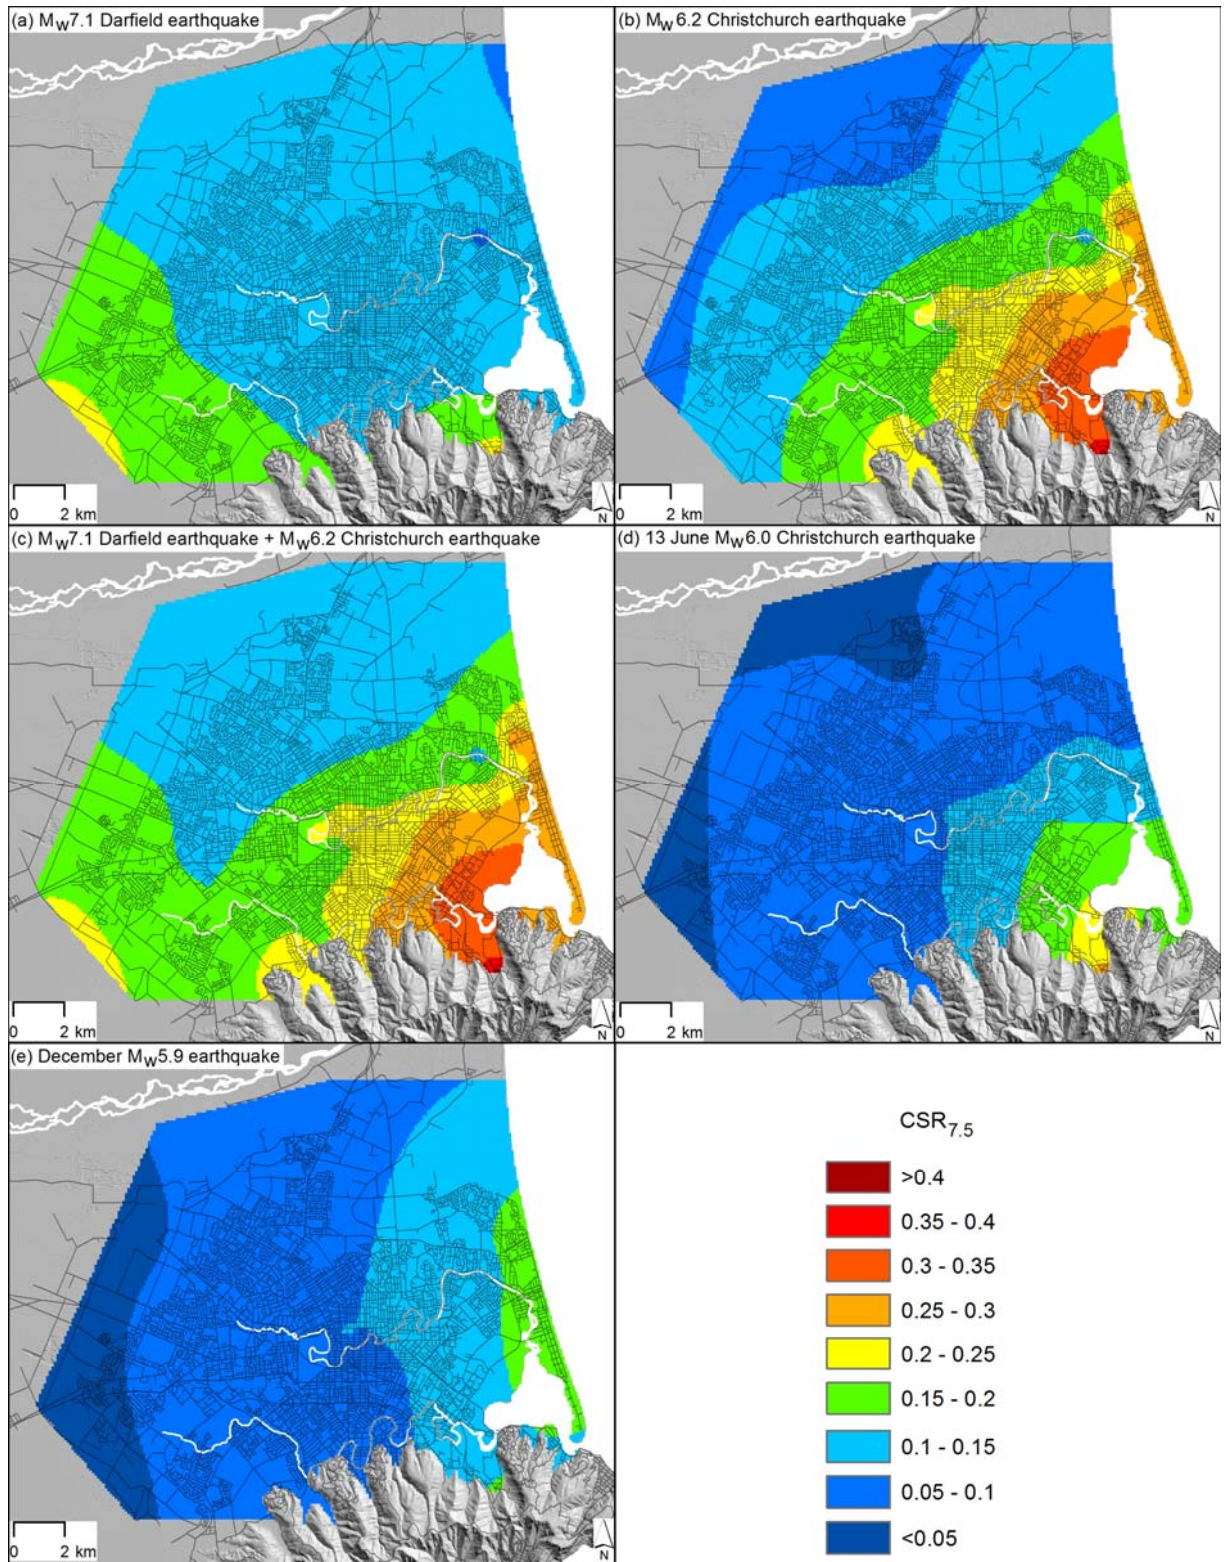 (a) MW7.1 Darfield earthquake
0 2 km
N
(b) MW6.2 Christchurch earthquake
0 2 km
N
(c) MW7.1 Darfield earthquake + MW6.2 Christchurch earthquake
0 2 km
N
(d) 13 June MW6.0 Christchurch earthquake
0 2 km
N
(e) December MW5.9 earthquake
0 2 km
N
CSR7.5
>0.4
0.35 - 0.4
0.3 - 0.35
0.25 - 0.3
0.2 - 0.25
0.15 - 0.2
0.1 - 0.15
0.05 - 0.1
<0.05